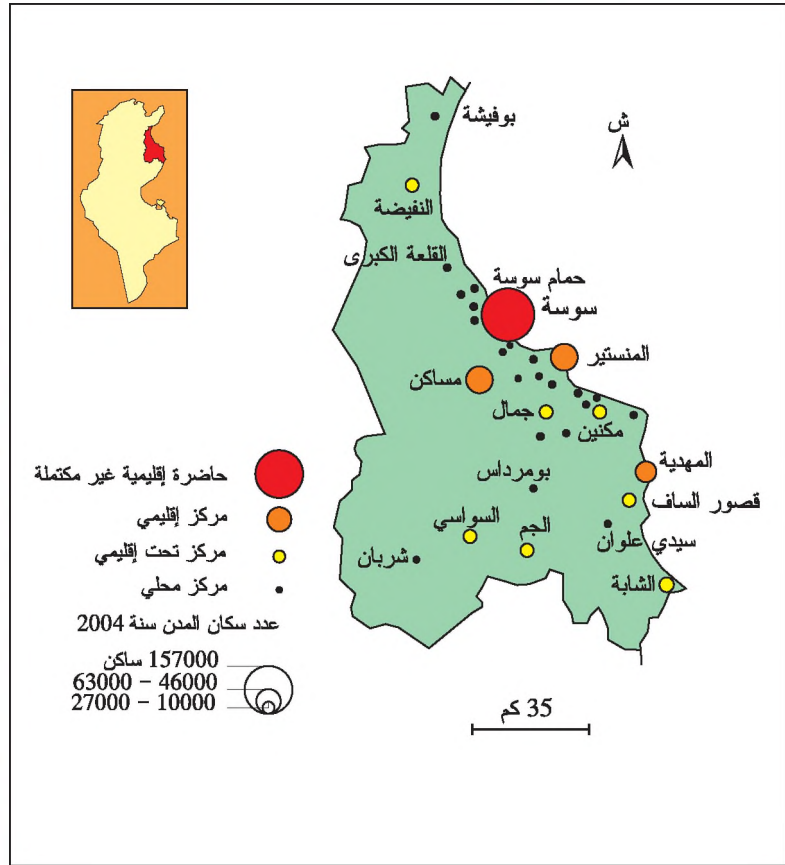 بوفيشة
ش
النفيضة
القلعة الكبرى
حمام سوسة
سوسة
المنستير
مساكن
جمال
مكنين
المهدية
بومرداس
قصور الساف
السواسي
الجم
سيدي علوان
شربان
الشابة
حاضرة إقليمية غير مكتملة
مركز إقليمي
مركز تحت إقليمي
مركز محلي
عدد سكان المدن سنة 2004
157000 ساكن
63000 – 46000
27000 – 10000
35 كم